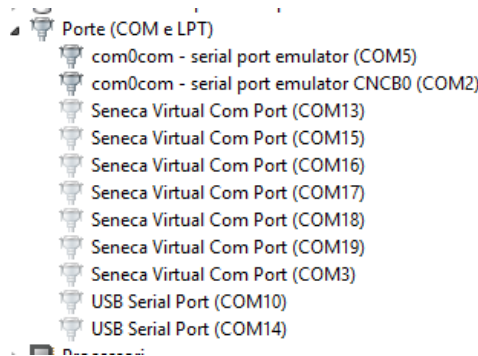 Porte (COM e LPT)
com0com - serial port emulator (COM5)
com0com - serial port emulator CNCB0 (COM2)
Seneca Virtual Com Port (COM13)
Seneca Virtual Com Port (COM15)
Seneca Virtual Com Port (COM16)
Seneca Virtual Com Port (COM17)
Seneca Virtual Com Port (COM18)
Seneca Virtual Com Port (COM19)
Seneca Virtual Com Port (COM3)
USB Serial Port (COM10)
USB Serial Port (COM14)
Processori